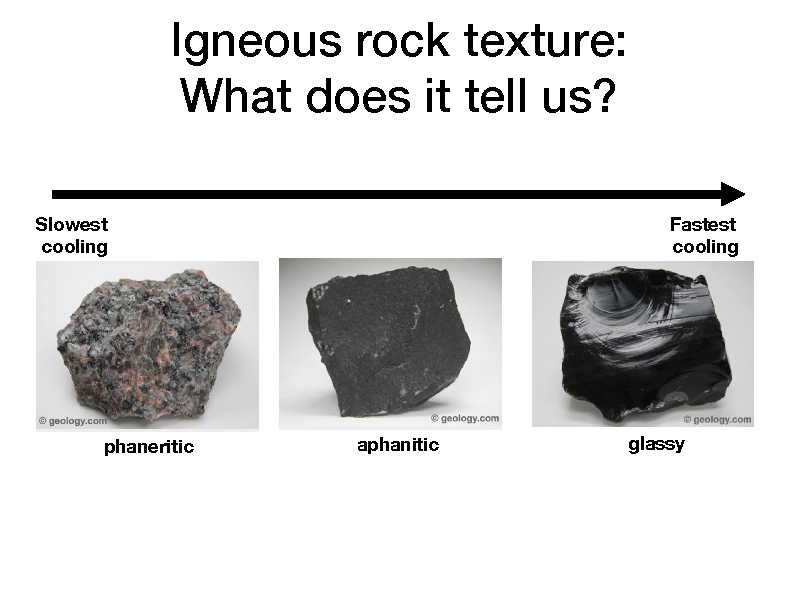 Igneous rock texture:
What does it tell us?
Slowest
cooling
Fastest
cooling
© geology.com
© geology.com
© geology.com
phaneritic
aphanitic
glassy